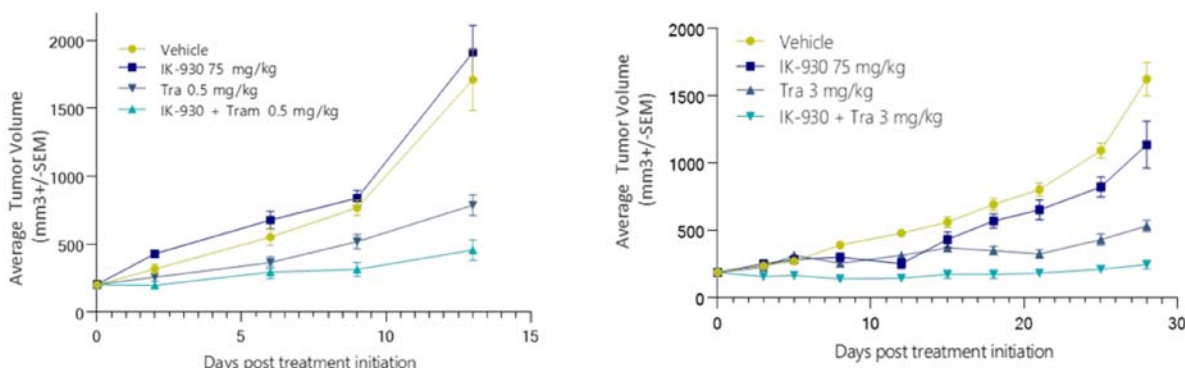 Average Tumor Volume
(mm3+/-SEM)
2000
1500
1000
500
0
Vehicle
IK-930 75 mg/kg
Tra 0.5 mg/kg
IK-930 + Tram 0.5 mg/kg
0 5 10 15
Days post treatment initiation
Average Tumor Volume
(mm3+/-SEM)
2000
1500
1000
500
0
Vehicle
IK-930 75 mg/kg
Tra 3 mg/kg
IK-930 + Tra 3 mg/kg
0 10 20 30
Days post treatment initiation